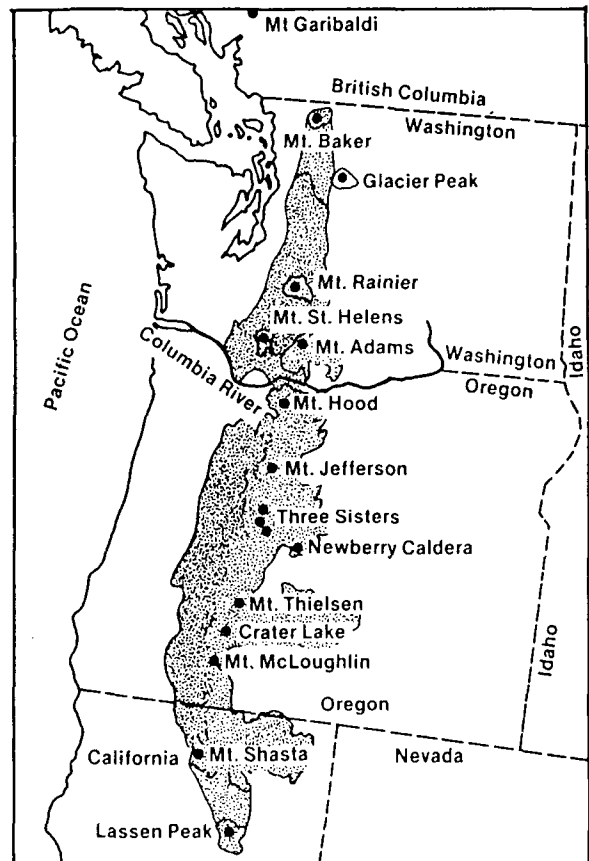 Mt Garibaldi
British Columbia
Washington
Mt. Baker
Glacier Peak
Mt. Rainier
Mt. St. Helens
Mt. Adams
Pacific Ocean
Columbia River
Washington
Oregon
Idaho
Mt. Hood
Mt. Jefferson
Three Sisters
Newberry Caldera
Mt. Thielsen
Crater Lake
Mt. McLoughlin
Idaho
Oregon
California
Mt. Shasta
Nevada
Lassen Peak